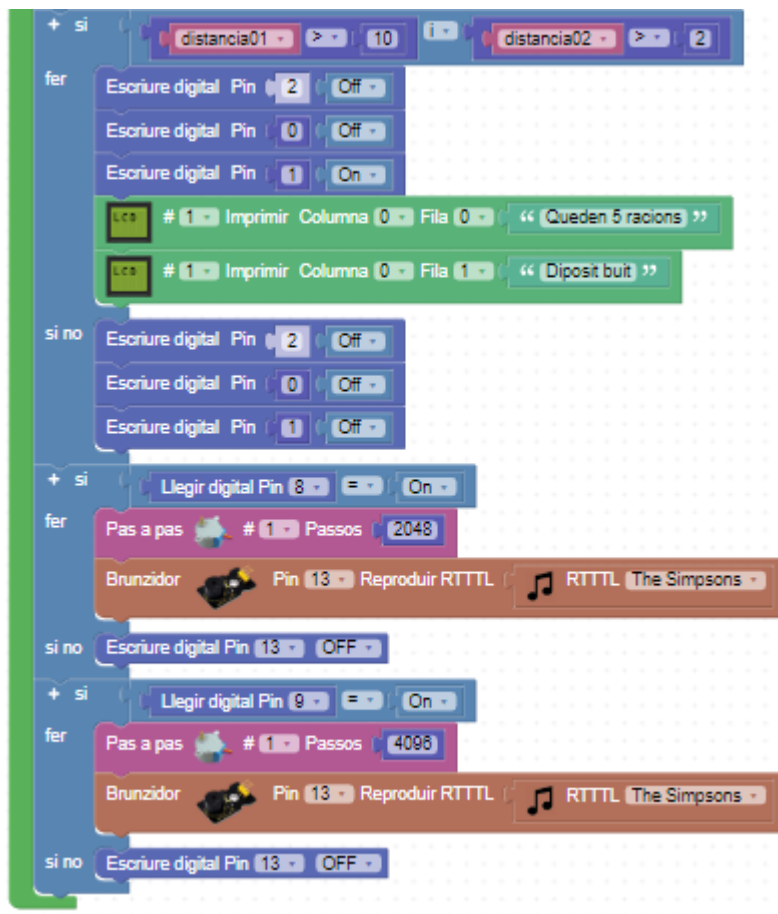 + si distancia01 > 10 i distancia02 > 2
fer Escriure digital Pin 2 Off
Escriure digital Pin 0 Off
Escriure digital Pin 1 On
LCD # 1 Imprimir Columna 0 Fila 0 “ Queden 5 racions ”
LCD # 1 Imprimir Columna 0 Fila 1 “ Diposit buit ”
si no Escriure digital Pin 2 Off
Escriure digital Pin 0 Off
Escriure digital Pin 1 Off
+ si Llegir digital Pin 8 = On
fer Pas a pas # 1 Passos 2048
Brunzidor Pin 13 Reproduir RTTTL RTTTL The Simpsons
si no Escriure digital Pin 13 OFF
+ si Llegir digital Pin 9 = On
fer Pas a pas # 1 Passos 4096
Brunzidor Pin 13 Reproduir RTTTL RTTTL The Simpsons
si no Escriure digital Pin 13 OFF